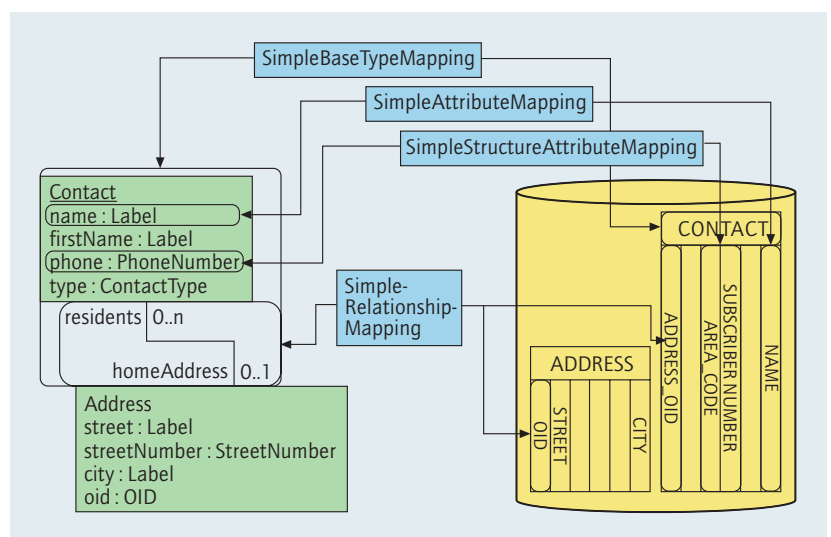 SimpleBaseTypeMapping
SimpleAttributeMapping
SimpleStructureAttributeMapping
Contact
name : Label
firstName : Label
phone : PhoneNumber
type : ContactType
residents 0..n
homeAddress 0..1
Address
street : Label
streetNumber : StreetNumber
city : Label
oid : OID
Simple-
Relationship-
Mapping
ADDRESS
OID
STREET
CITY
CONTACT
ADDRESS_OID
AREA_CODE
SUBSCRIBER NUMBER
NAME